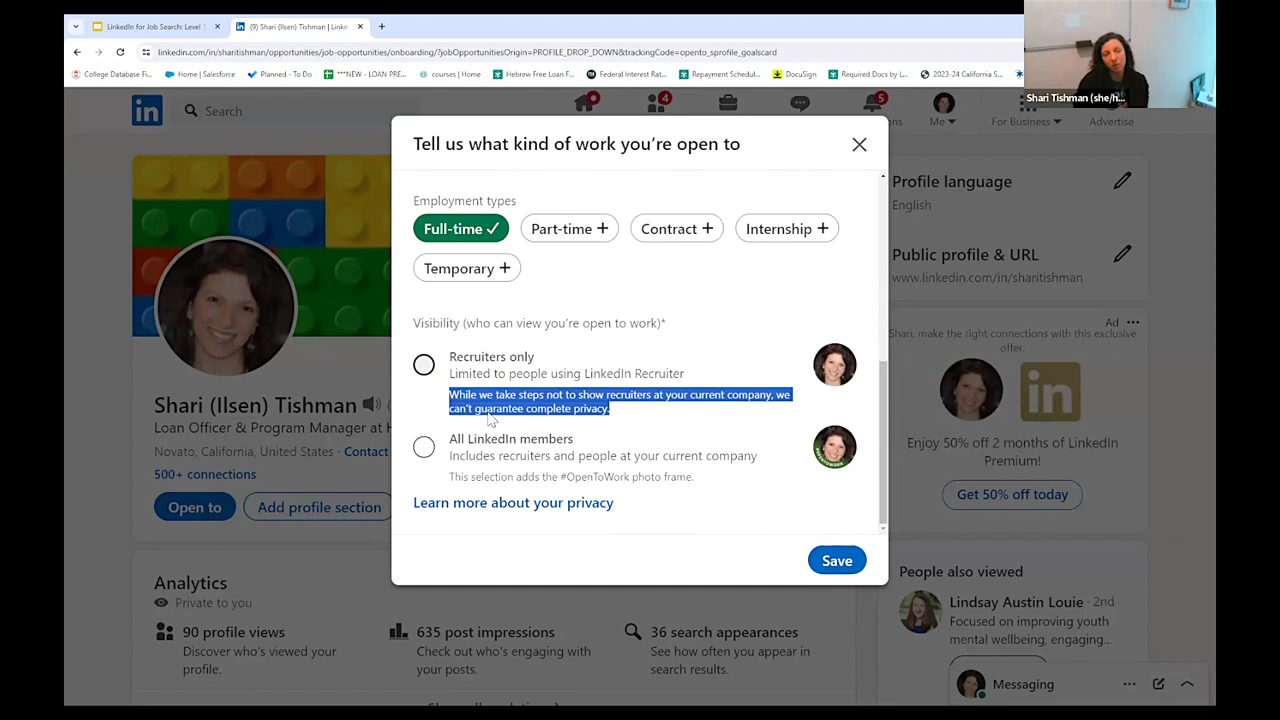 LinkedIn for Job Search: Level
(9) Shari (Ilsen) Tishman | Linke
linkedin.com/in/sharitishman/opportunities/job-opportunities/onboarding/?jobOpportunitiesOrigin=PROFILE_DROP_DOWN&trackingCode=opento_sprofile_goalscard
College Database Fi...
Home | Salesforce
Planned - To Do
***NEW - LOAN PRE...
courses | Home
Hebrew Free Loan F...
Federal Interest Rat...
Repayment Schedul...
DocuSign
Required Docs by L...
2023-24 California S...
Shari Tishman (she/h...
in
Search
4
5
Me
For Business
Advertise
Tell us what kind of work you're open to
Employment types
Full-time
Part-time
Contract
Internship
Temporary
Visibility (who can view you're open to work)*
Recruiters only
Limited to people using LinkedIn Recruiter
While we take steps not to show recruiters at your current company, we
can't guarantee complete privacy.
All LinkedIn members
Includes recruiters and people at your current company
This selection adds the #OpenToWork photo frame.
Learn more about your privacy
Save
Shari (Ilsen) Tishman
Loan Officer & Program Manager at H
Novato, California, United States · Contact
500+ connections
Open to
Add profile section
Analytics
Private to you
90 profile views
Discover who's viewed your
profile.
635 post impressions
Check out who's engaging with
your posts.
36 search appearances
See how often you appear in
search results.
Profile language
English
Public profile & URL
www.linkedin.com/in/sharitishman
Ad
Shari, make the right connections with this exclusive
offer.
in
Enjoy 50% off 2 months of LinkedIn
Premium!
Get 50% off today
People also viewed
Lindsay Austin Louie · 2nd
Focused on improving youth
mental wellbeing, engaging...
Messaging